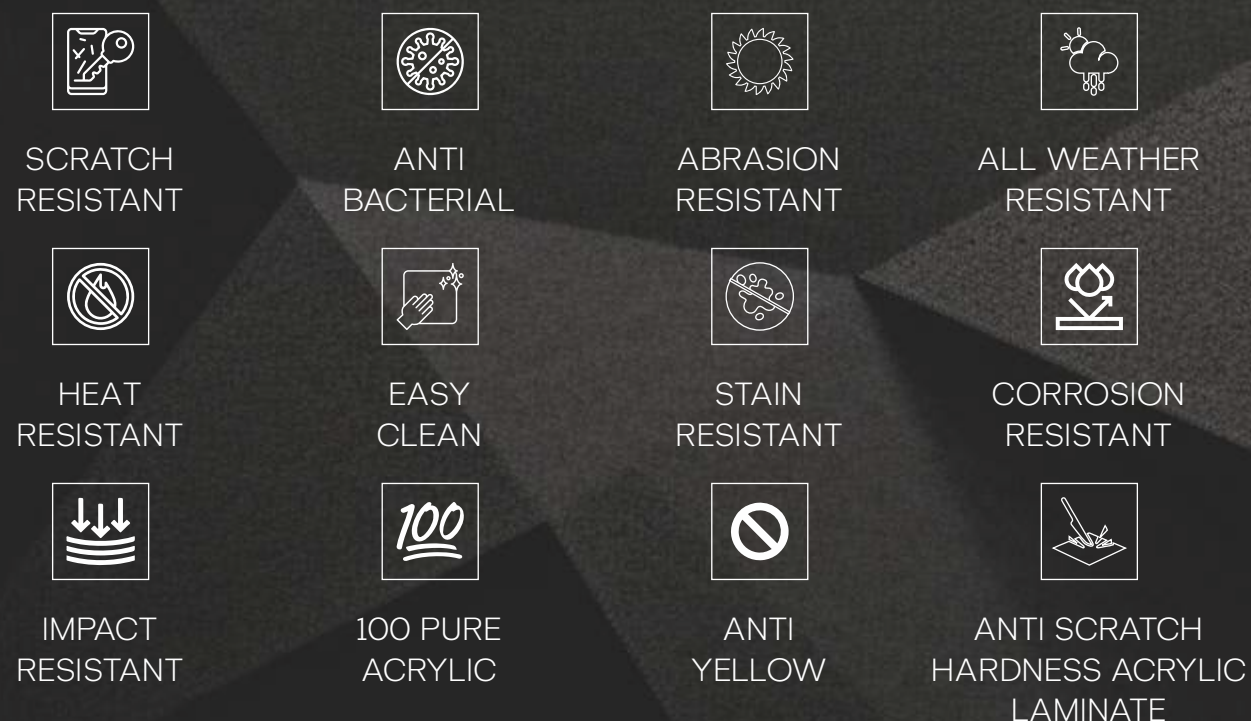 SCRATCH
RESISTANT
ANTI
BACTERIAL
ABRASION
RESISTANT
ALL WEATHER
RESISTANT
HEAT
RESISTANT
EASY
CLEAN
STAIN
RESISTANT
CORROSION
RESISTANT
IMPACT
RESISTANT
100
100 PURE
ACRYLIC
ANTI
YELLOW
ANTI SCRATCH
HARDNESS ACRYLIC
LAMINATE